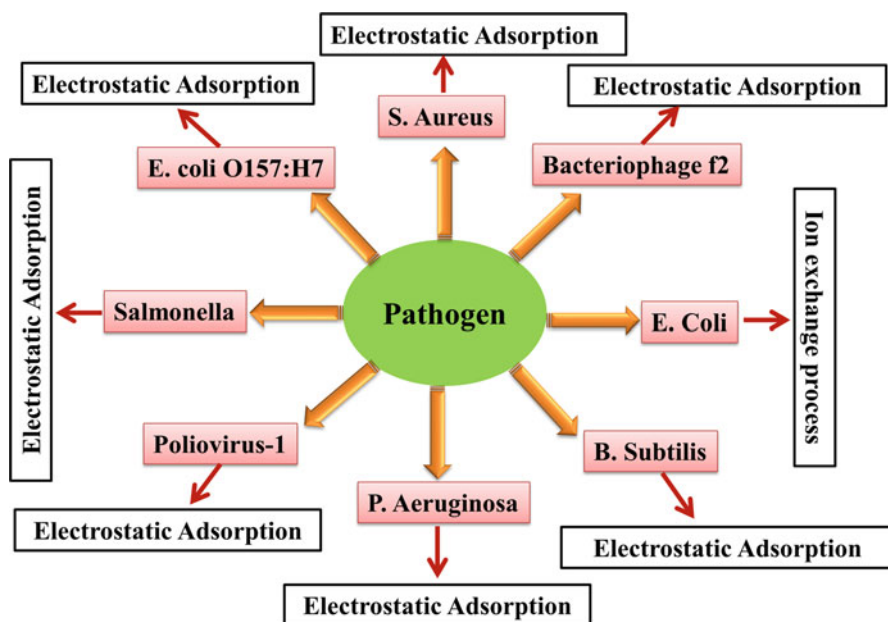 Electrostatic Adsorption
Electrostatic Adsorption
Electrostatic Adsorption
S. Aureus
E. coli O157:H7
Bacteriophage f2
Electrostatic Adsorption
Salmonella
Pathogen
E. Coli
Ion exchange process
Poliovirus-1
B. Subtilis
P. Aeruginosa
Electrostatic Adsorption
Electrostatic Adsorption
Electrostatic Adsorption